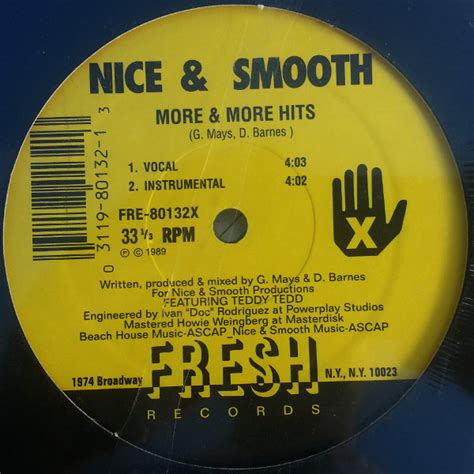 NICE & SMOOTH
MORE & MORE HITS
(G. Mays, D. Barnes )
1. VOCAL 4:03
2. INSTRUMENTAL 4:02
FRE-80132X
33 1/3 RPM
℗ © 1989
0 3119-80132-1 3
X
Written, produced & mixed by G. Mays & D. Barnes
For Nice & Smooth Productions
FEATURING TEDDY TEDD
Engineered by Ivan "Doc" Rodriguez at Powerplay Studios
Mastered Howie Weingberg at Masterdisk
Beach House Music-ASCAP, Nice & Smooth Music-ASCAP
1974 Broadway FRESH N.Y., N.Y. 10023
RECORDS